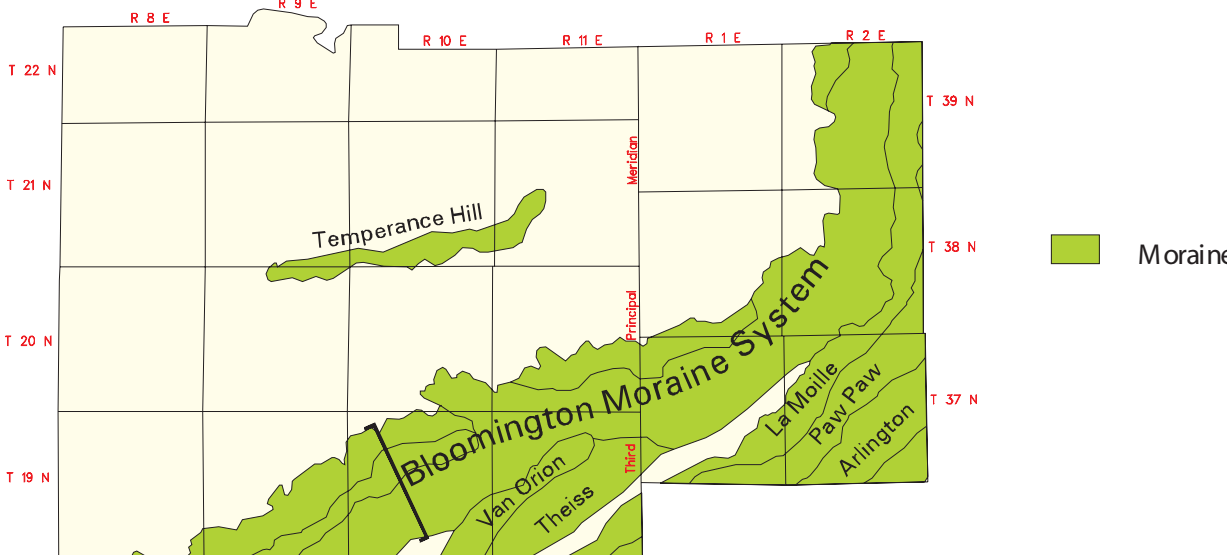 R 9 E
R 8 E
R 10 E
R 11 E
R 1 E
R 2 E
T 22 N
T 39 N
Meridian
T 21 N
Temperance Hill
T 38 N
Moraine
Principal
T 20 N
Bloomington Moraine System
La Moille
Paw Paw
T 37 N
Arlington
Third
T 19 N
Van Orion
Theiss